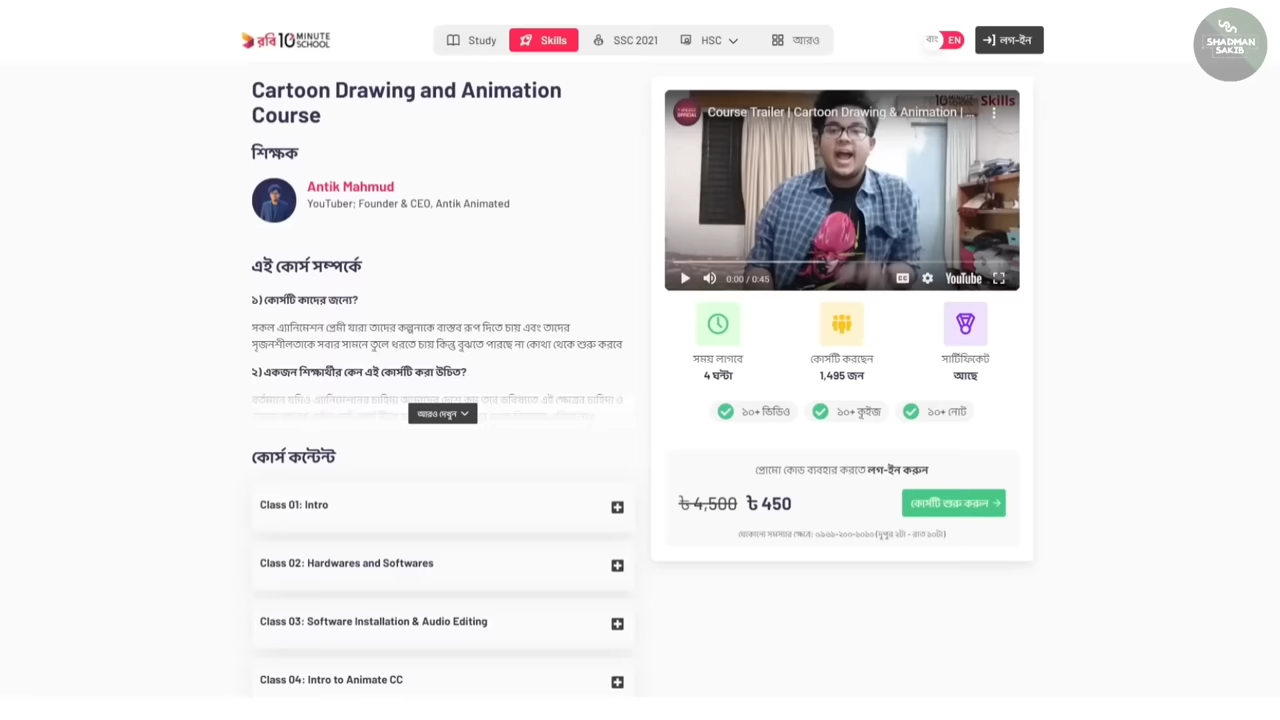 রবি 10 MINUTE SCHOOL
Study
Skills
SSC 2021
HSC
আরও
বাং EN
লগ-ইন
SHADMAN
SAKIB
Cartoon Drawing and Animation
Course
শিক্ষক
Antik Mahmud
YouTuber; Founder & CEO, Antik Animated
এই কোর্স সম্পর্কে
১) কোর্সটি কাদের জন্যে?
সকল এ্যানিমেশন প্রেমী যারা তাদের কল্পনাকে বাস্তব রূপ দিতে চায় এবং তাদের
সৃজনশীলতাকে সবার সামনে তুলে ধরতে চায় কিন্তু বুঝতে পারছে না কোথা থেকে শুরু করবে
২) একজন শিক্ষার্থীর কেন এই কোর্সটি করা উচিত?
আরও দেখুন
কোর্স কন্টেন্ট
Class 01: Intro
Class 02: Hardwares and Softwares
Class 03: Software Installation & Audio Editing
Class 04: Intro to Animate CC
10 MINUTE SCHOOL Skills
Course Trailer | Cartoon Drawing & Animation | ...
0:00 / 0:45
CC
YouTube
সময় লাগবে
৪ ঘন্টা
কোর্সটি করছেন
1,495 জন
সার্টিফিকেট
আছে
১০+ ভিডিও
১০+ কুইজ
১০+ নোট
প্রোমো কোড ব্যবহার করতে লগ-ইন করুন
৳ 4,500 ৳ 450
কোর্সটি শুরু করুন →